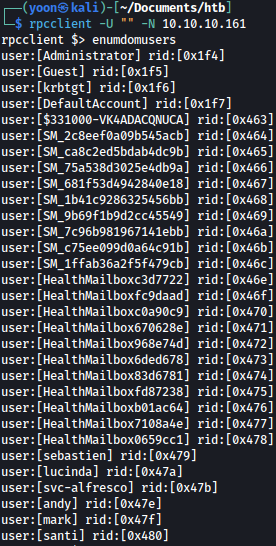 (yoon㉿kali)-[~/Documents/htb]
rpcclient -U "" -N 10.10.10.161
rpcclient $> enumdomusers
user:[Administrator] rid:[0x1f4]
user:[Guest] rid:[0x1f5]
user:[krbtgt] rid:[0x1f6]
user:[DefaultAccount] rid:[0x1f7]
user:[$331000-VK4ADACQNUCA] rid:[0x463]
user:[SM_2c8eef0a09b545acb] rid:[0x464]
user:[SM_ca8c2ed5bdab4dc9b] rid:[0x465]
user:[SM_75a538d3025e4db9a] rid:[0x466]
user:[SM_681f53d4942840e18] rid:[0x467]
user:[SM_1b41c9286325456bb] rid:[0x468]
user:[SM_9b69f1b9d2cc45549] rid:[0x469]
user:[SM_7c96b981967141ebb] rid:[0x46a]
user:[SM_c75ee099d0a64c91b] rid:[0x46b]
user:[SM_1ffab36a2f5f479cb] rid:[0x46c]
user:[HealthMailboxc3d7722] rid:[0x46e]
user:[HealthMailboxfc9daad] rid:[0x46f]
user:[HealthMailboxc0a90c9] rid:[0x470]
user:[HealthMailbox670628e] rid:[0x471]
user:[HealthMailbox968e74d] rid:[0x472]
user:[HealthMailbox6ded678] rid:[0x473]
user:[HealthMailbox83d6781] rid:[0x474]
user:[HealthMailboxfd87238] rid:[0x475]
user:[HealthMailboxb01ac64] rid:[0x476]
user:[HealthMailbox7108a4e] rid:[0x477]
user:[HealthMailbox0659cc1] rid:[0x478]
user:[sebastien] rid:[0x479]
user:[lucinda] rid:[0x47a]
user:[svc-alfresco] rid:[0x47b]
user:[andy] rid:[0x47e]
user:[mark] rid:[0x47f]
user:[santi] rid:[0x480]